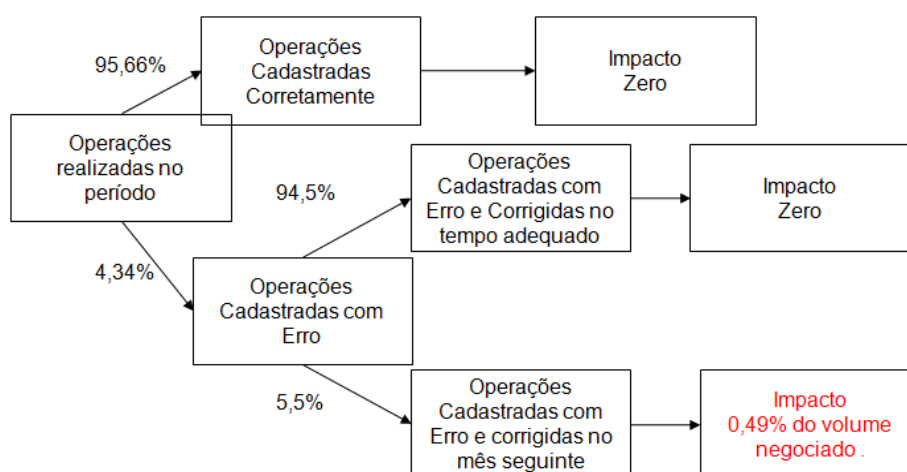 Operações
Cadastradas
Corretamente
Impacto
Zero
95,66%
Operações
realizadas no
período
Operações
Cadastradas com
Erro e Corrigidas no
tempo adequado
Impacto
Zero
94,5%
4,34%
Operações
Cadastradas com
Erro
5,5%
Operações
Cadastradas com
Erro e corrigidas no
mês seguinte
Impacto
0,49% do volume
negociado .